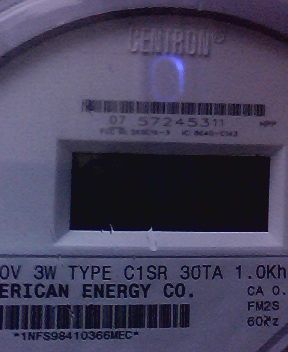 CENTRON®
07 57245311
0V 3W TYPE C1SR 30TA 1.0Kh
ERICAN ENERGY CO.
CA 0.
FM2S
60Hz
*1NFS98410366MEC*